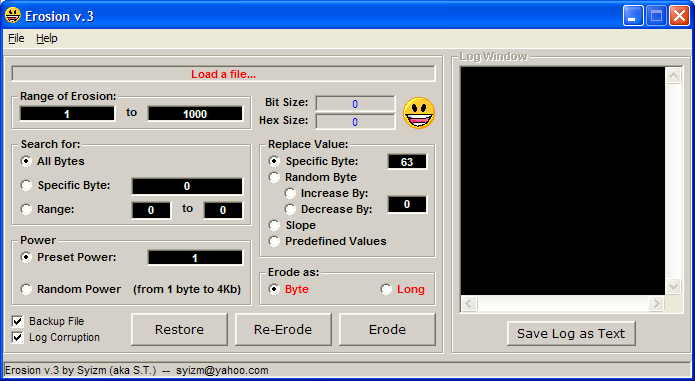 Erosion v.3
File Help
Load a file...
Range of Erosion:
1 to 1000
Bit Size: 0
Hex Size: 0
Search for:
All Bytes
Specific Byte: 0
Range: 0 to 0
Replace Value:
Specific Byte: 63
Random Byte
Increase By:
Decrease By: 0
Slope
Predefined Values
Power
Preset Power: 1
Random Power (from 1 byte to 4Kb)
Erode as:
Byte Long
Backup File
Log Corruption
Restore Re-Erode Erode
Log Window
Save Log as Text
Erosion v.3 by Syizm (aka S.T.) -- syizm@yahoo.com